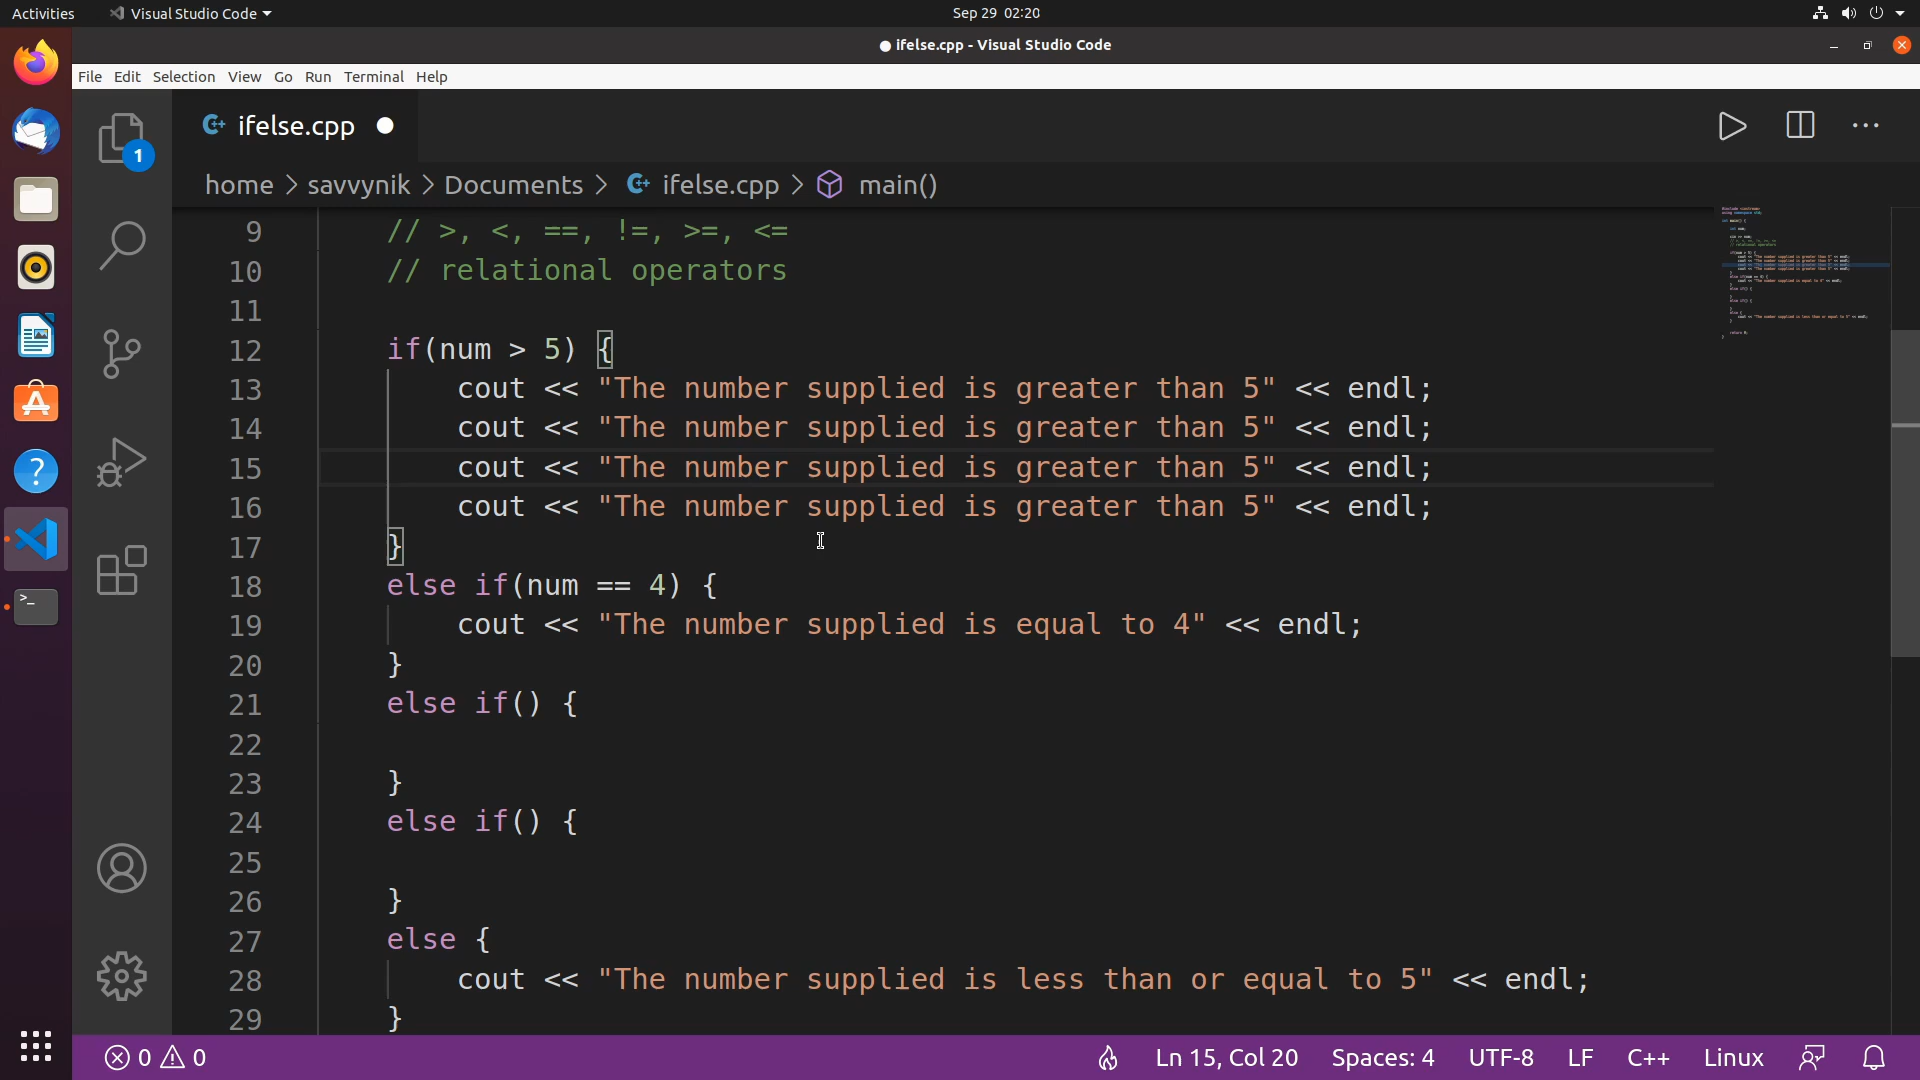 Activities Visual Studio Code Sep 29 02:20
● ifelse.cpp - Visual Studio Code
File Edit Selection View Go Run Terminal Help
ifelse.cpp
1
home > savvynik > Documents > ifelse.cpp > main()
9 // >, <, ==, !=, >=, <=
10 // relational operators
11
12 if(num > 5) {
13 cout << "The number supplied is greater than 5" << endl;
14 cout << "The number supplied is greater than 5" << endl;
15 cout << "The number supplied is greater than 5" << endl;
16 cout << "The number supplied is greater than 5" << endl;
17 }
18 else if(num == 4) {
19 cout << "The number supplied is equal to 4" << endl;
20 }
21 else if() {
22
23 }
24 else if() {
25
26 }
27 else {
28 cout << "The number supplied is less than or equal to 5" << endl;
29 }
0 0 Ln 15, Col 20 Spaces: 4 UTF-8 LF C++ Linux